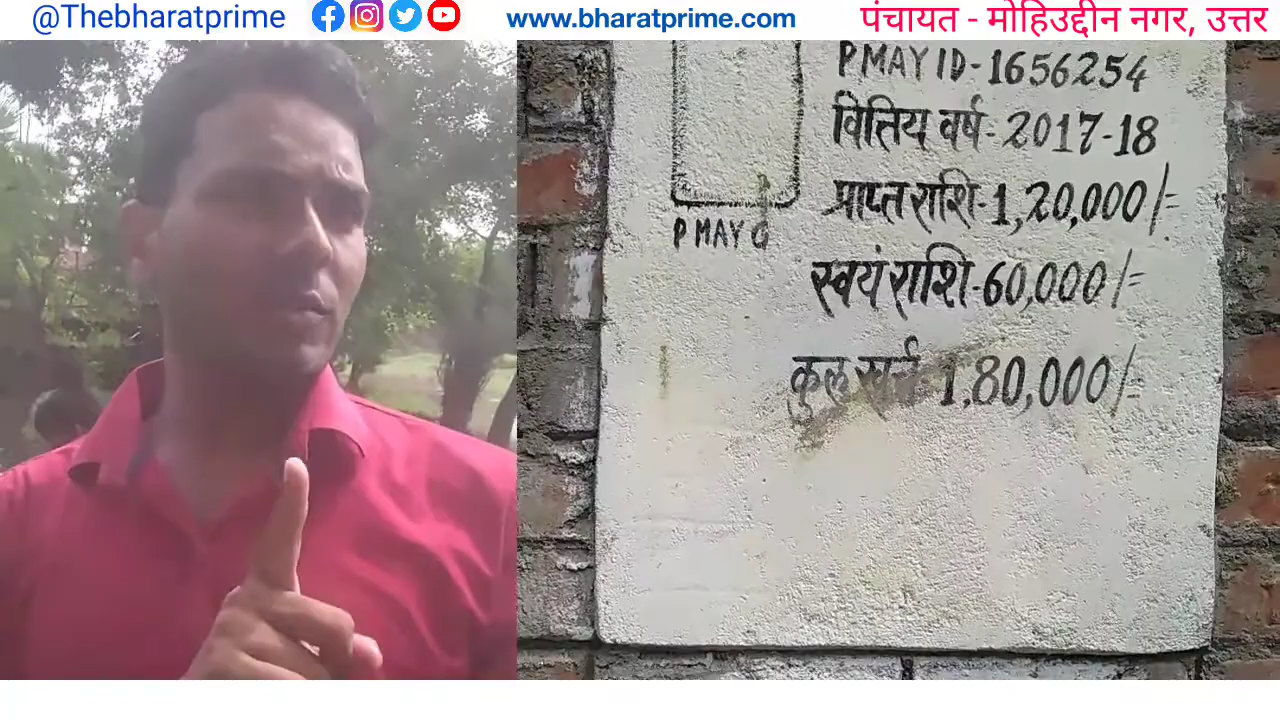 @Thebharatprime
www.bharatprime.com
पंचायत - मोहिउद्दीन नगर, उत्तर
PMAY ID-1656254
वित्तिय वर्ष- 2017-18
प्राप्त राशि-1,20,000/=
PMAY G
स्वयं राशि-60,000/=
कुल खर्च-1,80,000/=